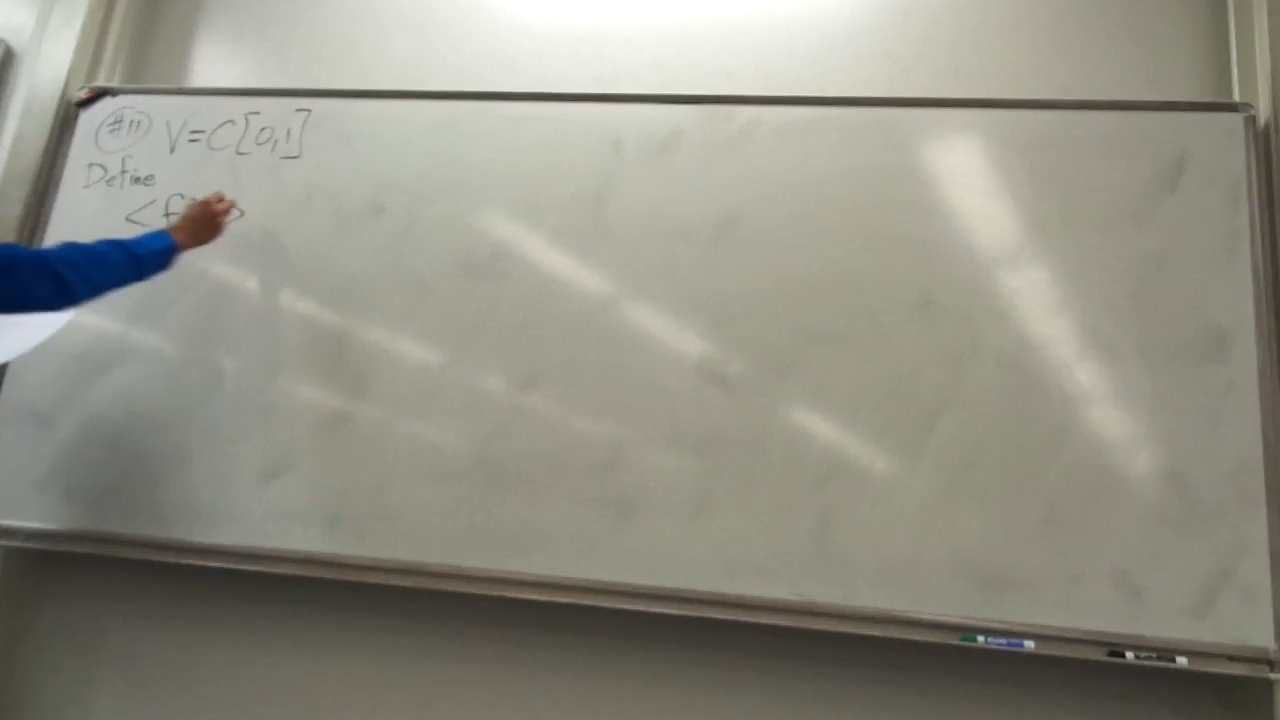 #11 V=C[0,1]
Define
<f